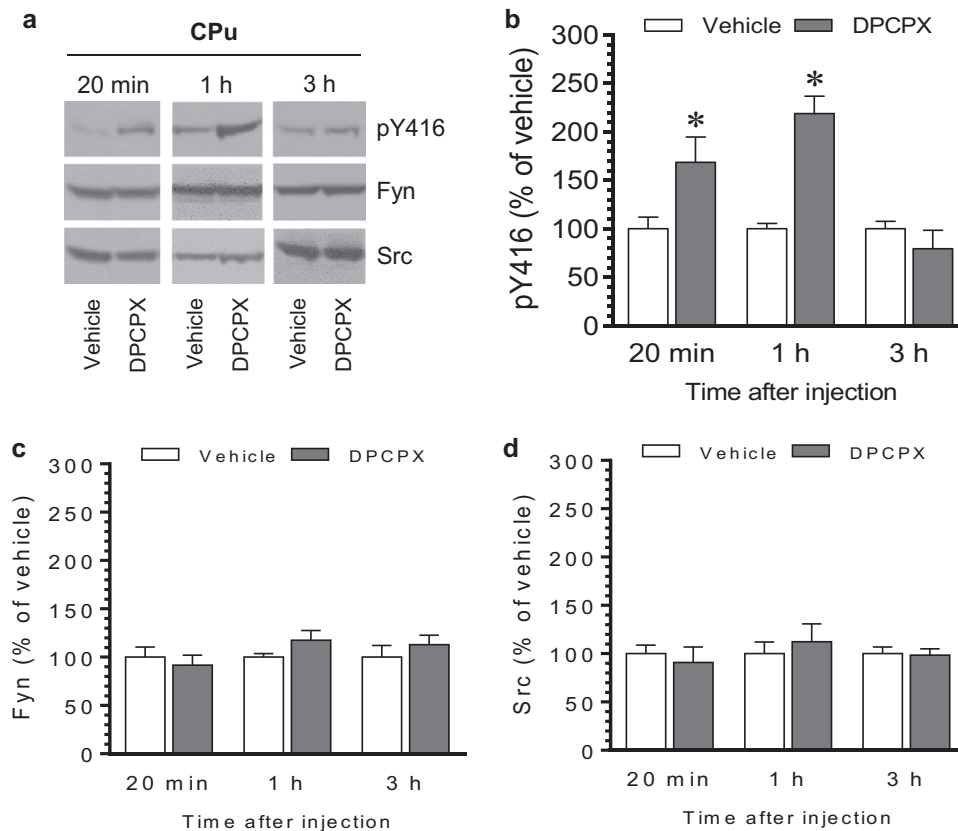 a
CPu
20 min 1 h 3 h
pY416
Fyn
Src
Vehicle DPCPX Vehicle DPCPX Vehicle DPCPX
b
Vehicle DPCPX
pY416 (% of vehicle)
300
250
200
150
100
50
0
* *
20 min 1 h 3 h
Time after injection
c
Vehicle DPCPX
Fyn (% of vehicle)
300
250
200
150
100
50
0
20 min 1 h 3 h
Time after injection
d
Vehicle DPCPX
Src (% of vehicle)
300
250
200
150
100
50
0
20 min 1 h 3 h
Time after injection